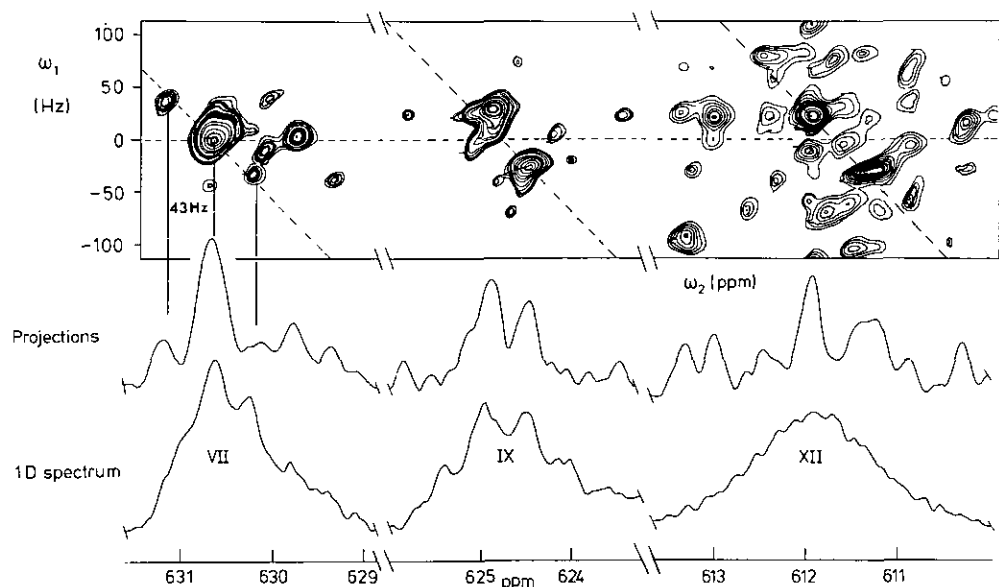 100
ω₁
50
(Hz)
0
-50
43Hz
-100
ω₂ (ppm)
Projections
1D spectrum
VII
IX
XII
631
630
629
625
ppm
624
613
612
611